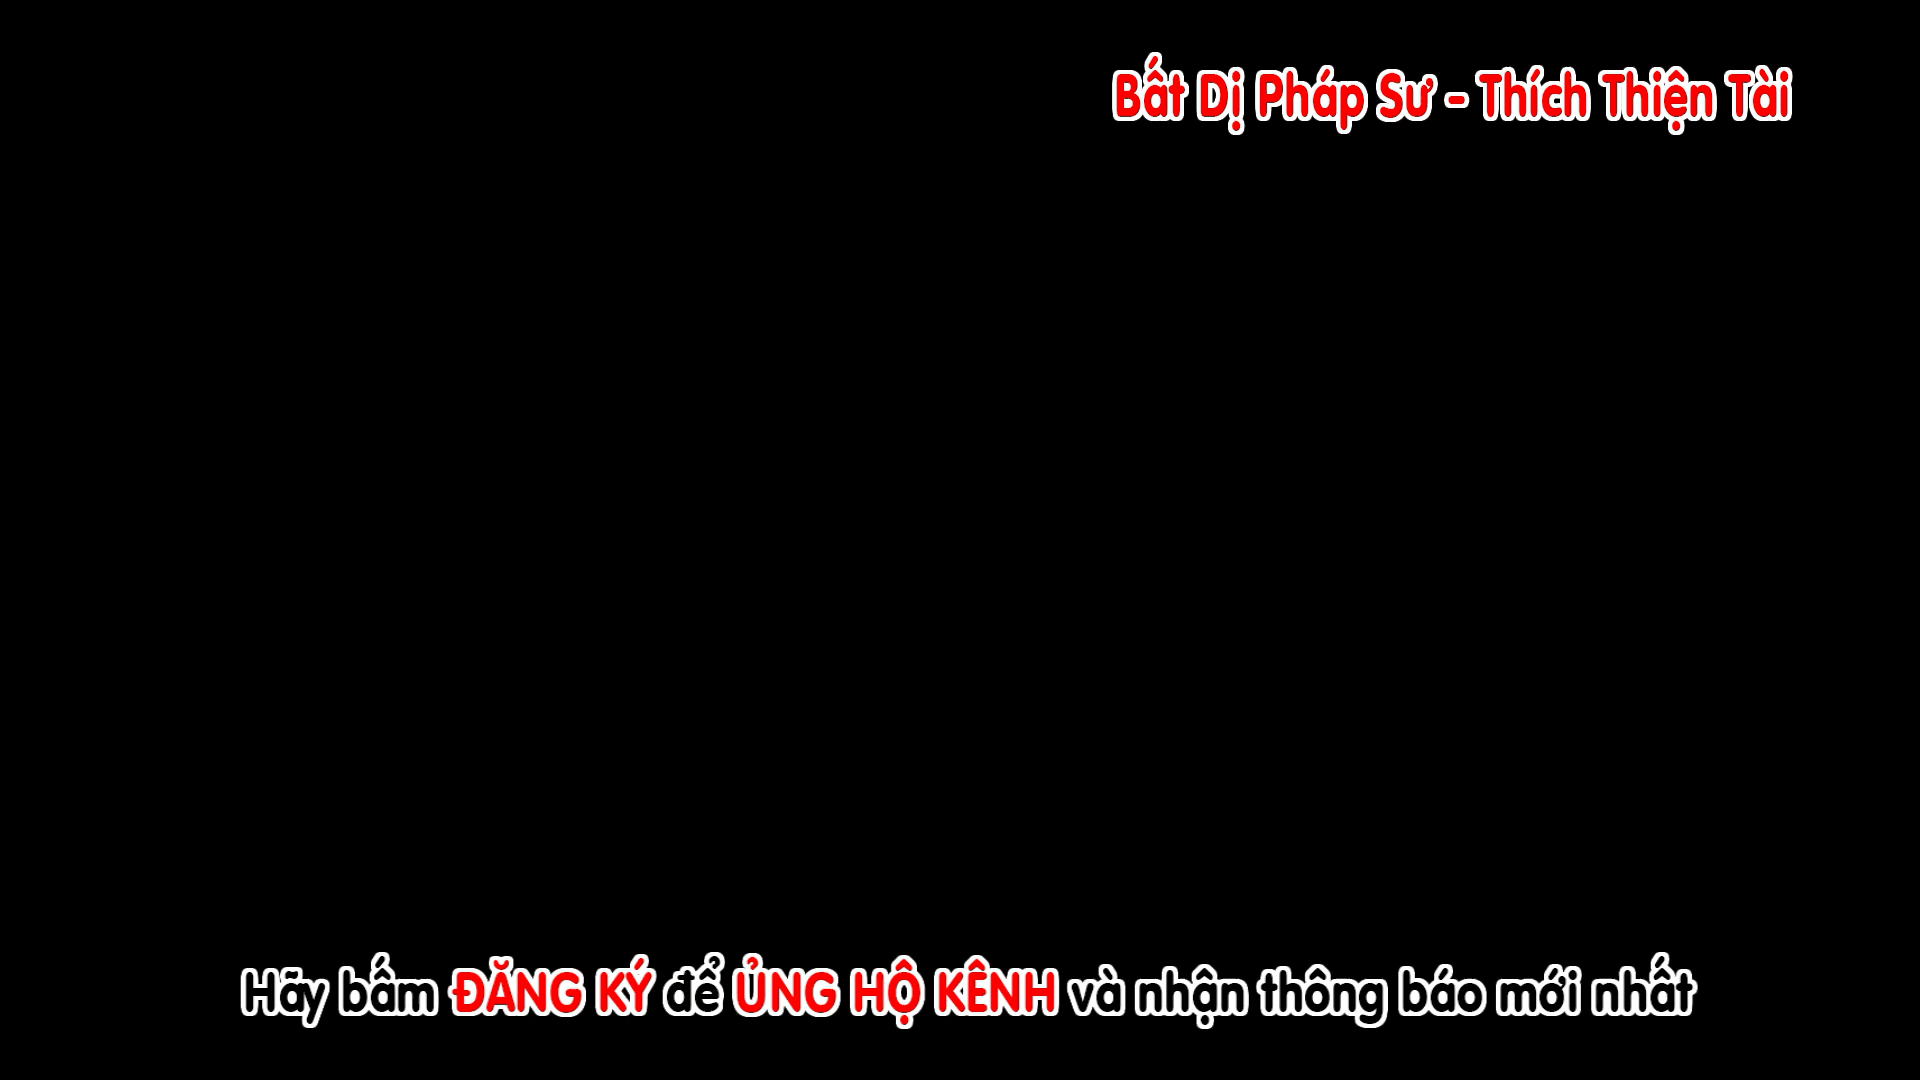 Bất Dị Pháp Sư - Thích Thiện Tài
Hãy bấm ĐĂNG KÝ để ỦNG HỘ KÊNH và nhận thông báo mới nhất